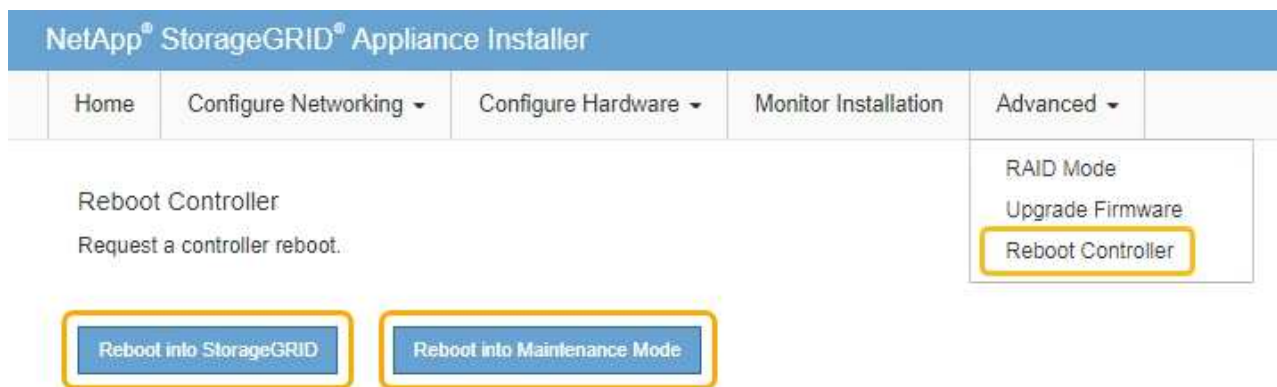 NetApp® StorageGRID® Appliance Installer
Home Configure Networking Configure Hardware Monitor Installation Advanced
RAID Mode
Upgrade Firmware
Reboot Controller
Reboot Controller
Request a controller reboot.
Reboot into StorageGRID Reboot into Maintenance Mode